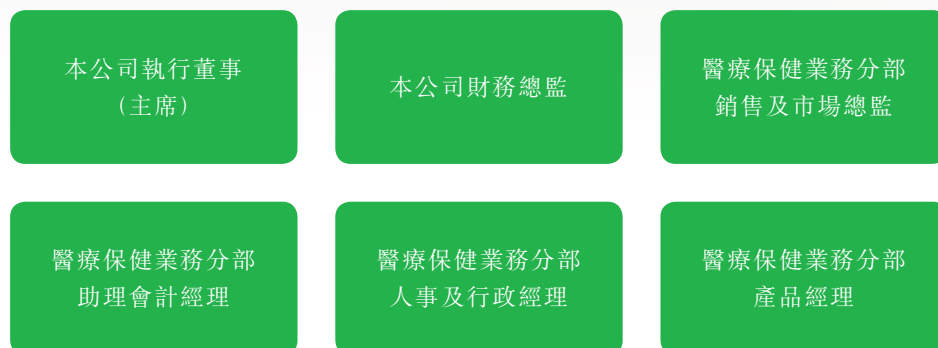 本公司執行董事
(主席)
本公司財務總監
醫療保健業務分部
銷售及市場總監
醫療保健業務分部
助理會計經理
醫療保健業務分部
人事及行政經理
醫療保健業務分部
產品經理